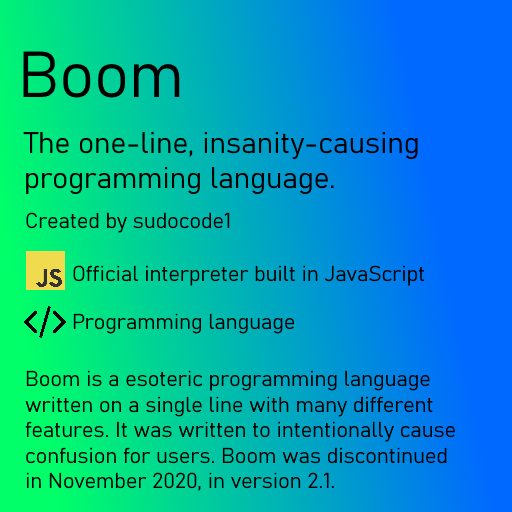 Boom
The one-line, insanity-causing
programming language.
Created by sudocode1
JS Official interpreter built in JavaScript
</> Programming language
Boom is a esoteric programming language
written on a single line with many different
features. It was written to intentionally cause
confusion for users. Boom was discontinued
in November 2020, in version 2.1.